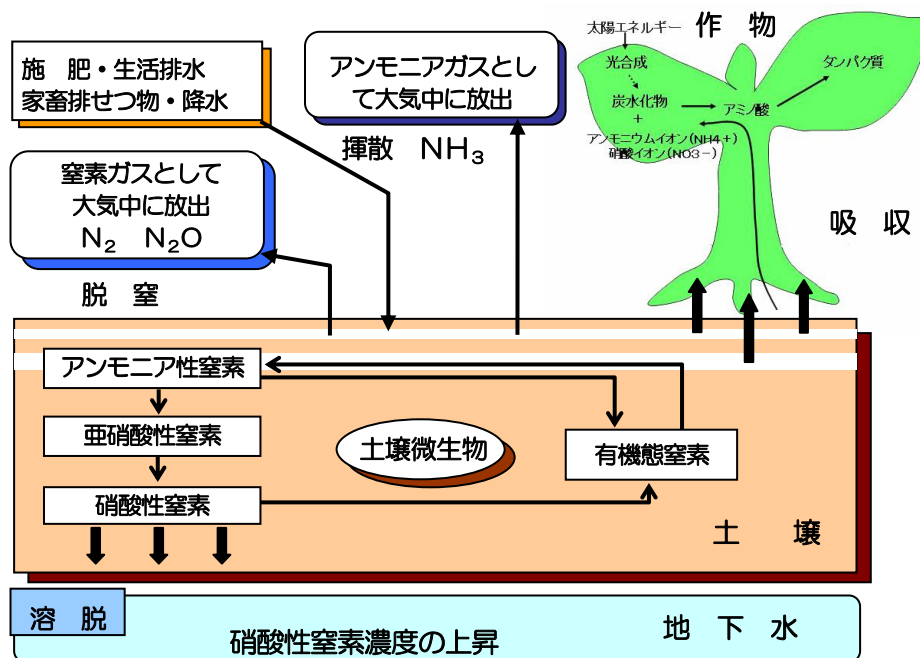 施　肥・生活排水
家畜排せつ物・降水
アンモニアガスとし
て大気中に放出
揮散　NH₃
窒素ガスとして
大気中に放出
N₂　N₂O
脱　窒
太陽エネルギー
作　物
光合成
タンパク質
炭水化物
アミノ酸
+
アンモニウムイオン(NH4+)
硝酸イオン(NO3-)
吸　収
アンモニア性窒素
亜硝酸性窒素
土壌微生物
有機態窒素
硝酸性窒素
土　　壌
溶　脱
硝酸性窒素濃度の上昇
地　下　水